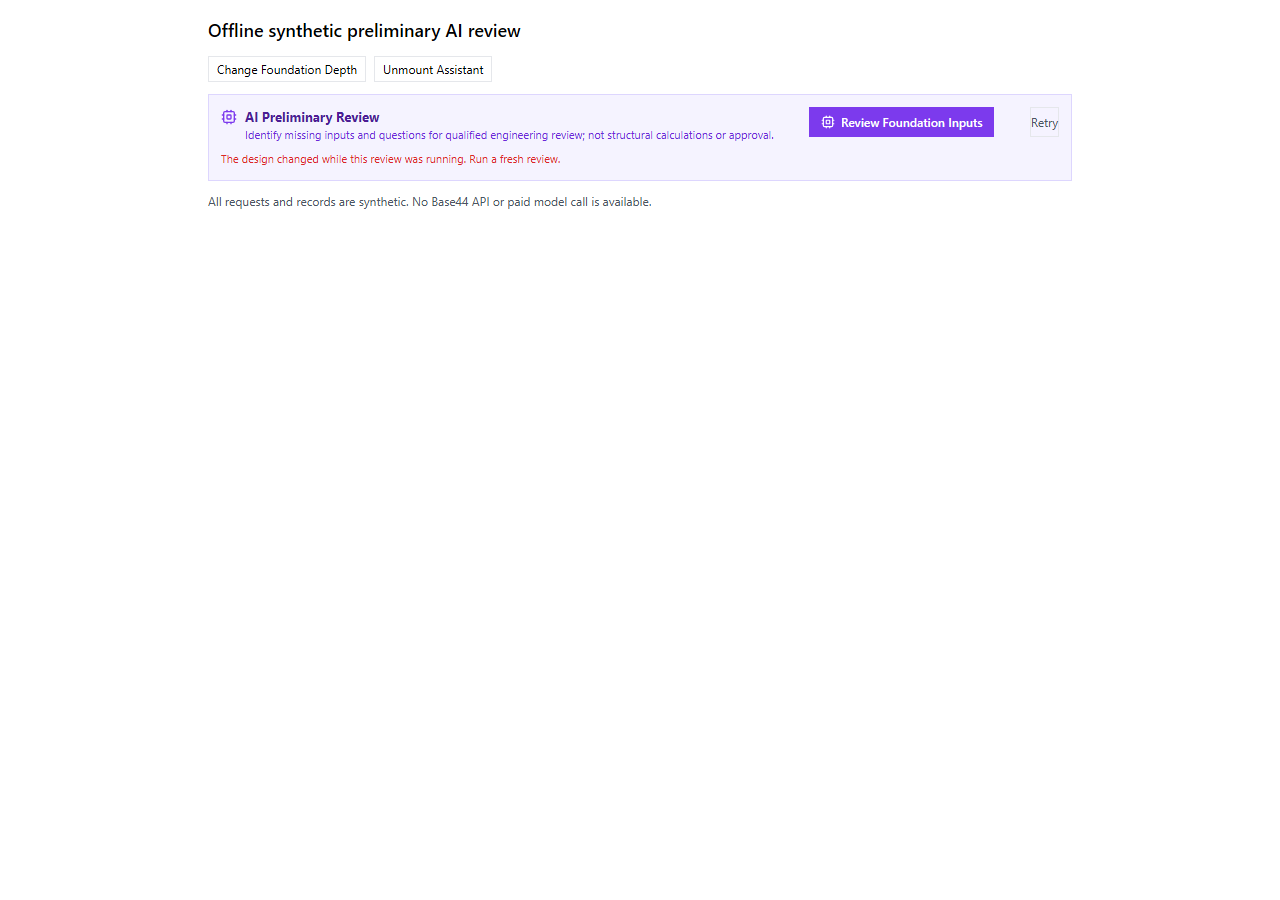 Offline synthetic preliminary AI review
Change Foundation Depth
Unmount Assistant
AI Preliminary Review
Identify missing inputs and questions for qualified engineering review; not structural calculations or approval.
Review Foundation Inputs
Retry
The design changed while this review was running. Run a fresh review.
All requests and records are synthetic. No Base44 API or paid model call is available.